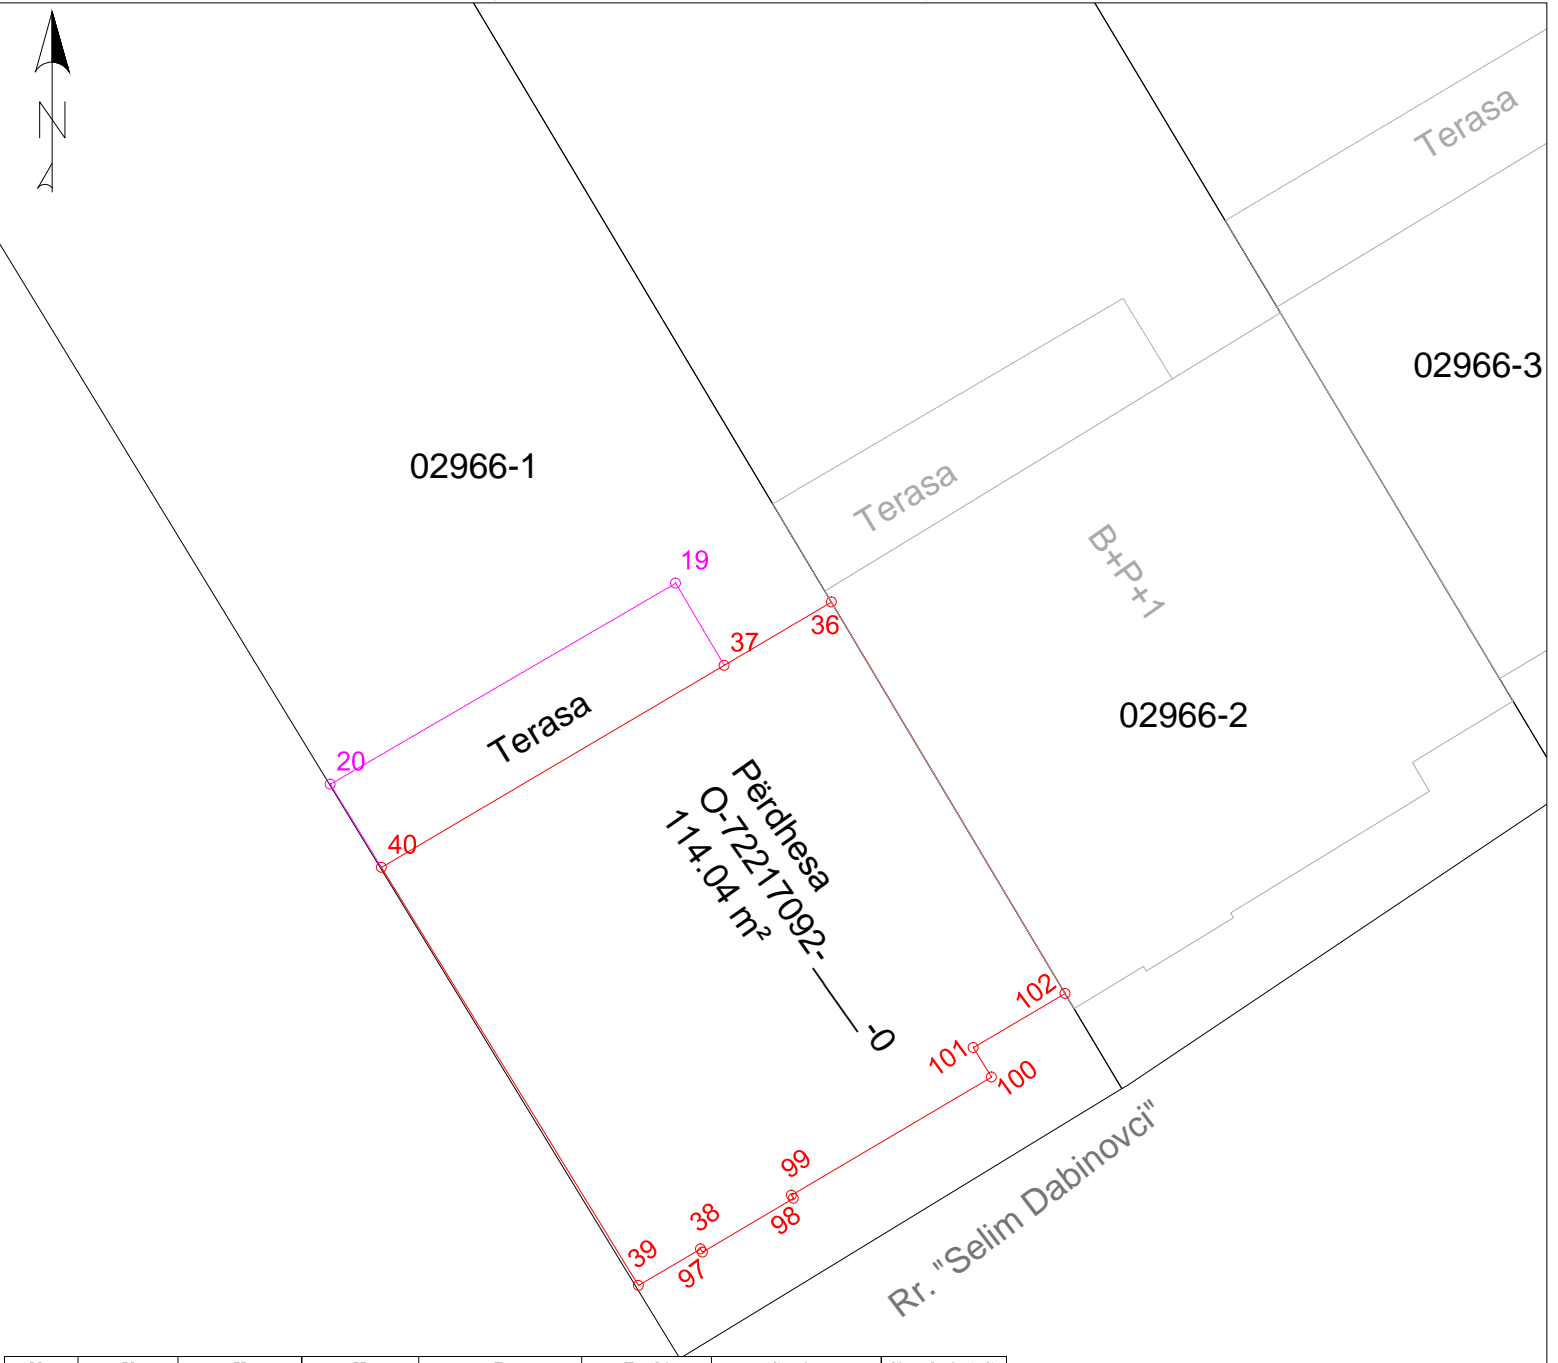 N
Terasa
02966-3
02966-1
Terasa
B+P+1
19
36
37
02966-2
Terasa
20
Përdhesa
O-72217092-
-0
114.04 m²
40
102
101
100
99
98
38
39
97
Rr. "Selim Dabinovci"